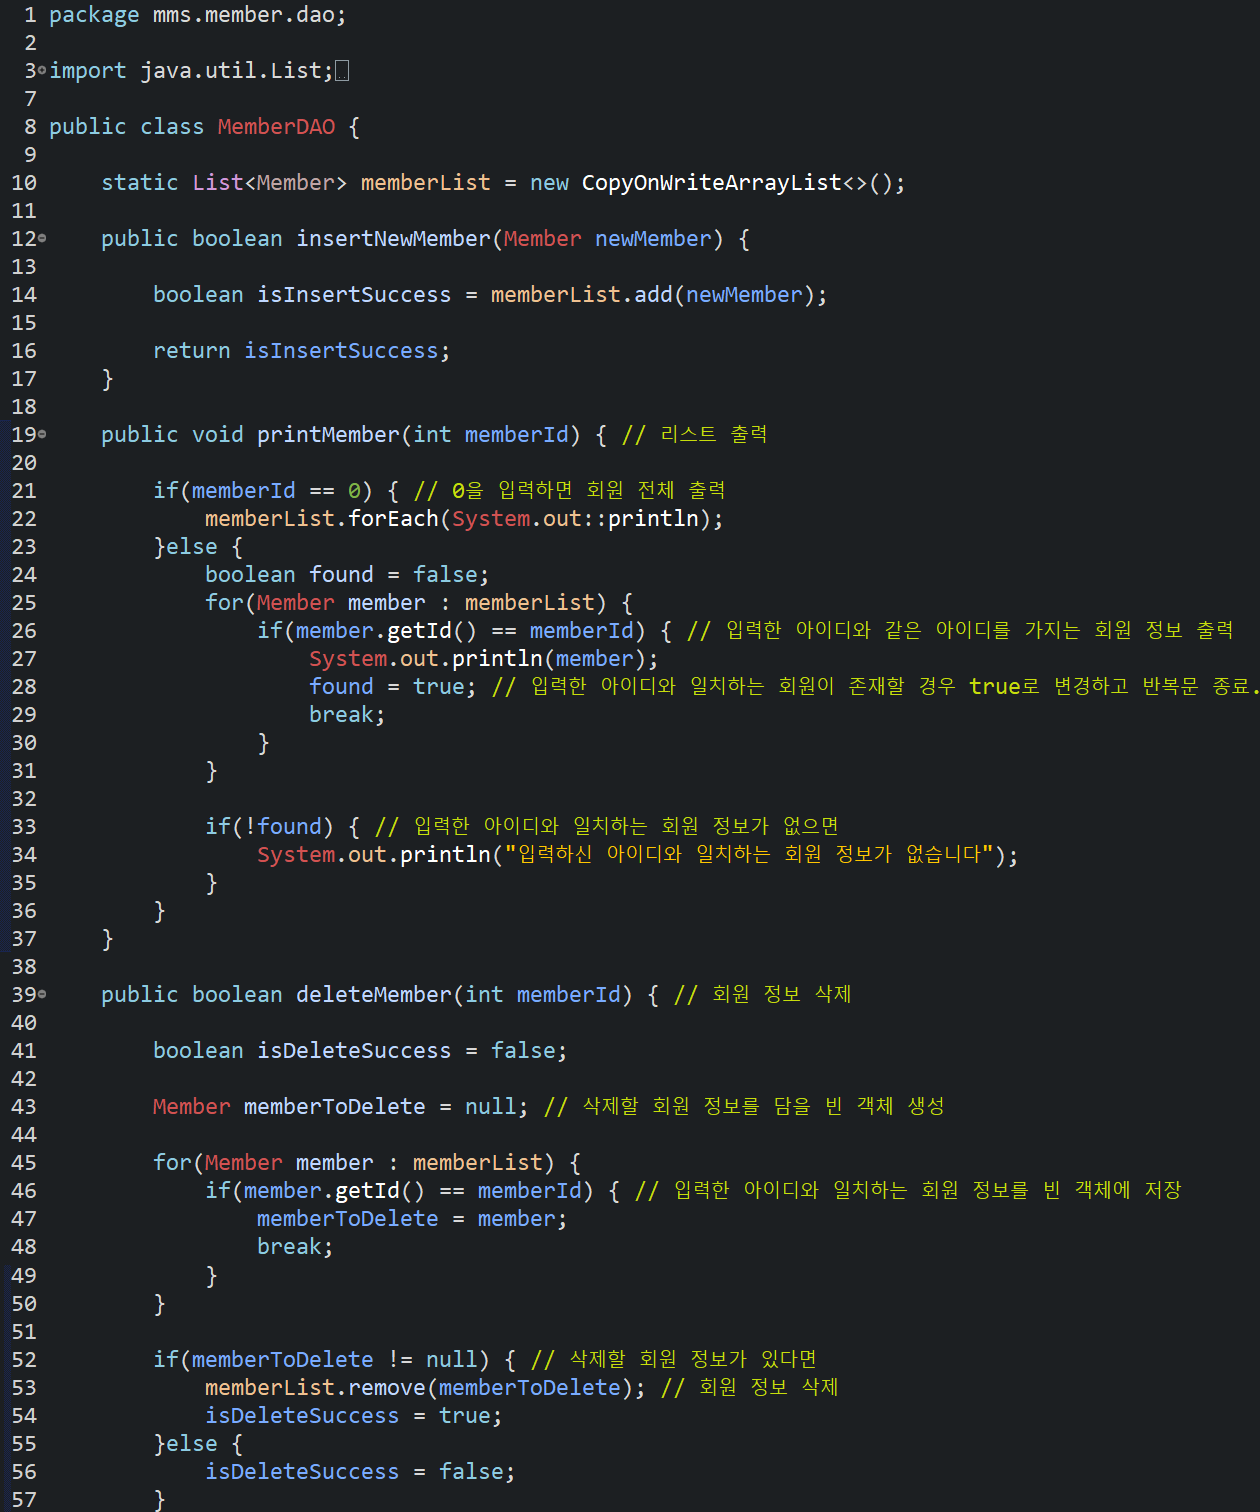 1 package mms.member.dao;
2
3 import java.util.List;
7
8 public class MemberDAO {
9
10     static List<Member> memberList = new CopyOnWriteArrayList<>();
11
12     public boolean insertNewMember(Member newMember) {
13
14         boolean isInsertSuccess = memberList.add(newMember);
15
16         return isInsertSuccess;
17     }
18
19     public void printMember(int memberId) { // 리스트 출력
20
21         if(memberId == 0) { // 0을 입력하면 회원 전체 출력
22             memberList.forEach(System.out::println);
23         }else {
24             boolean found = false;
25             for(Member member : memberList) {
26                 if(member.getId() == memberId) { // 입력한 아이디와 같은 아이디를 가지는 회원 정보 출력
27                     System.out.println(member);
28                     found = true; // 입력한 아이디와 일치하는 회원이 존재할 경우 true로 변경하고 반복문 종료.
29                     break;
30                 }
31             }
32
33             if(!found) { // 입력한 아이디와 일치하는 회원 정보가 없으면
34                 System.out.println("입력하신 아이디와 일치하는 회원 정보가 없습니다");
35             }
36         }
37     }
38
39     public boolean deleteMember(int memberId) { // 회원 정보 삭제
40
41         boolean isDeleteSuccess = false;
42
43         Member memberToDelete = null; // 삭제할 회원 정보를 담을 빈 객체 생성
44
45         for(Member member : memberList) {
46             if(member.getId() == memberId) { // 입력한 아이디와 일치하는 회원 정보를 빈 객체에 저장
47                 memberToDelete = member;
48                 break;
49             }
50         }
51
52         if(memberToDelete != null) { // 삭제할 회원 정보가 있다면
53             memberList.remove(memberToDelete); // 회원 정보 삭제
54             isDeleteSuccess = true;
55         }else {
56             isDeleteSuccess = false;
57         }